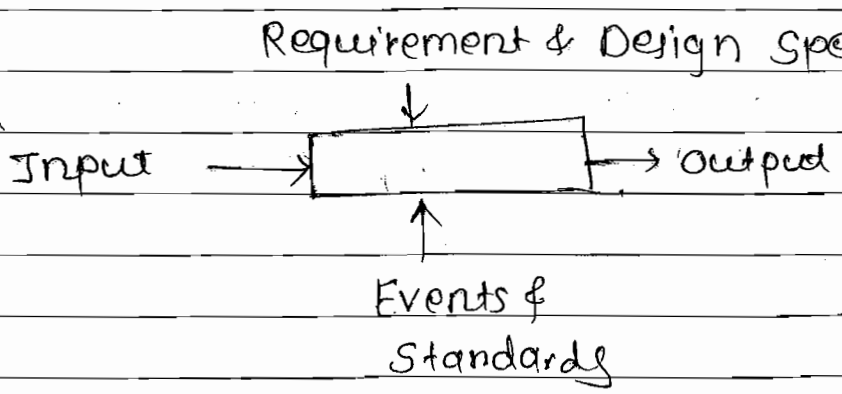 Requirement & Design Spe
Input
Output
Events &
Standards